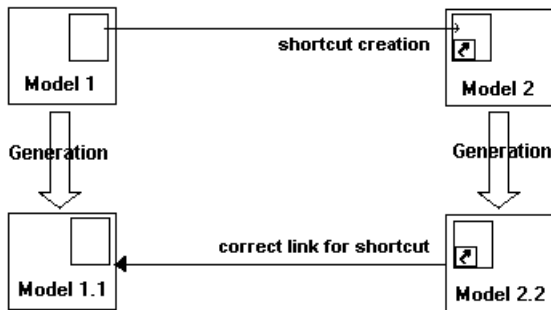 shortcut creation
Model 1
Model 2
Generation
Generation
correct link for shortcut
Model 1.1
Model 2.2